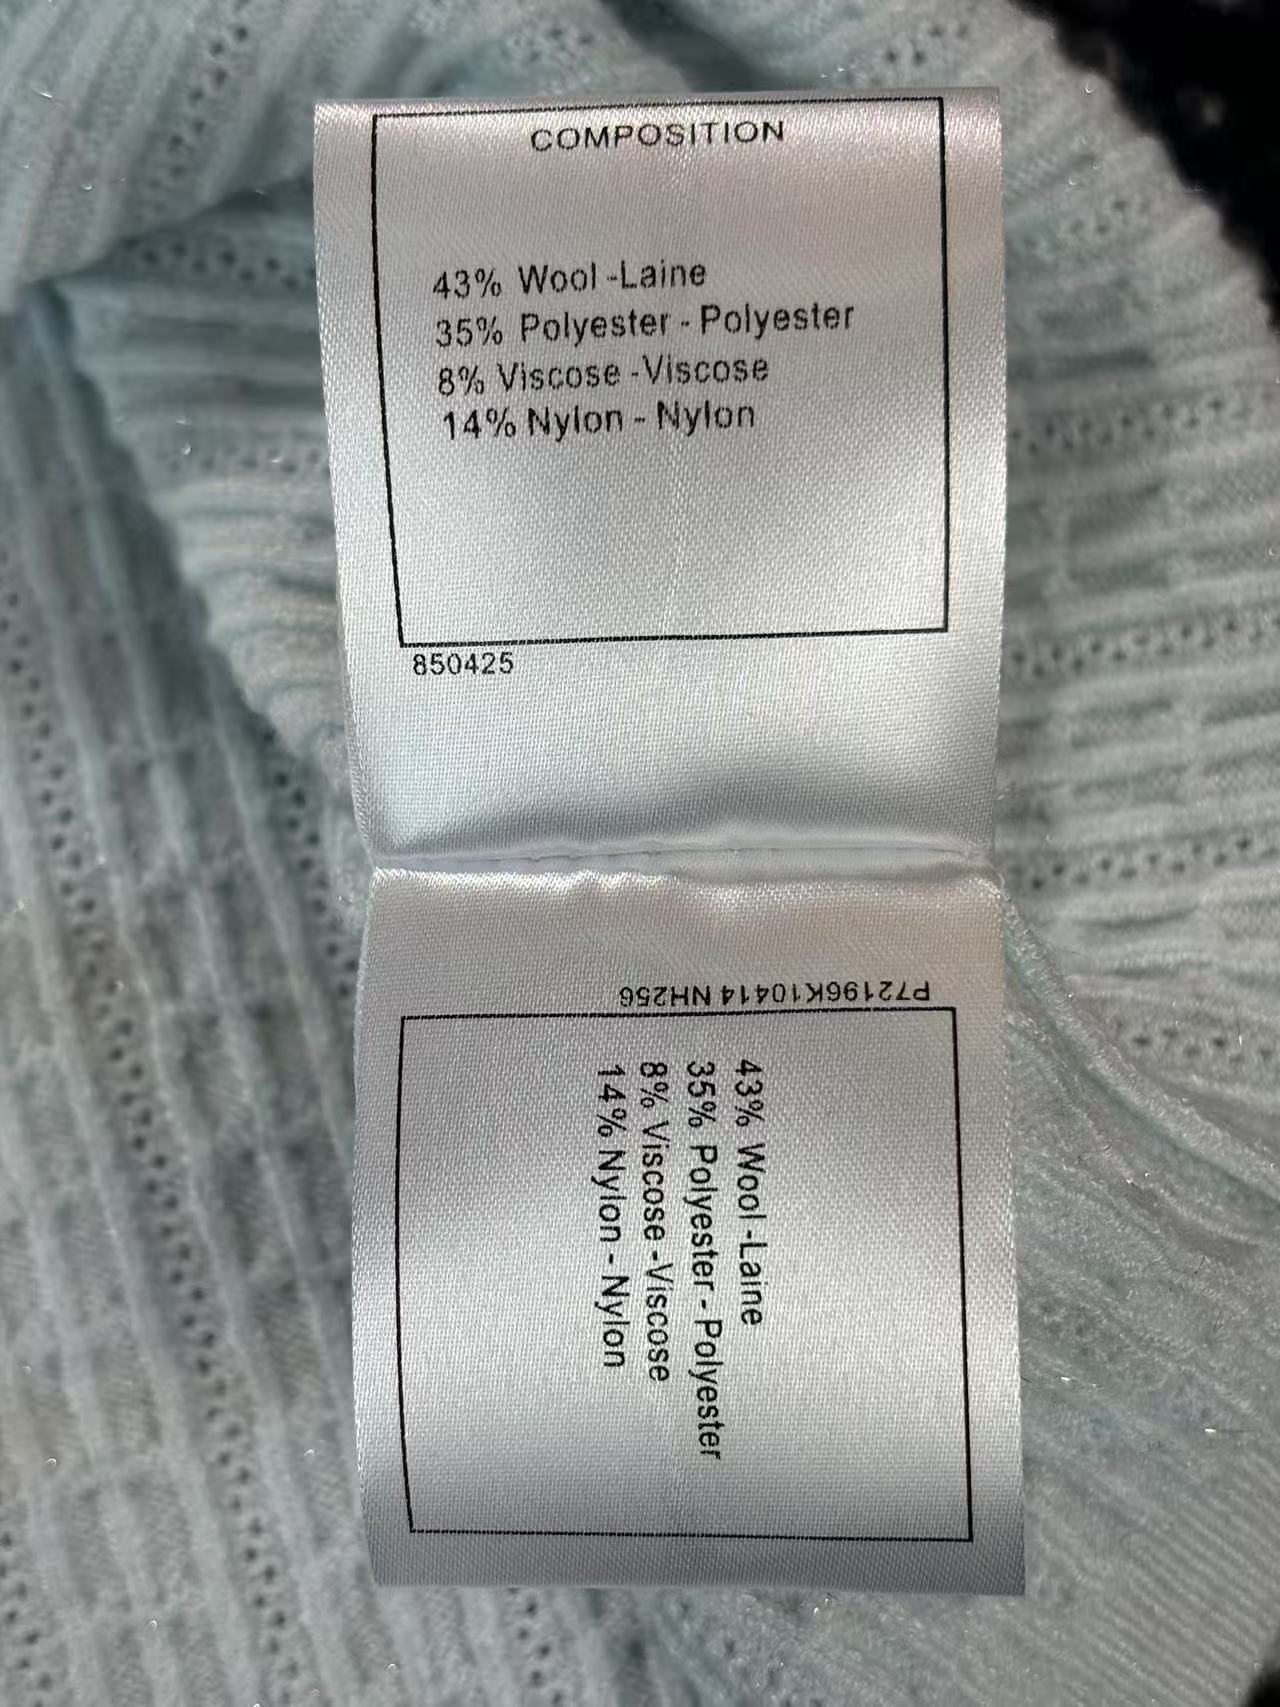 COMPOSITION
43% Wool -Laine
35% Polyester - Polyester
8% Viscose -Viscose
14% Nylon - Nylon
850425
P72196K10414 NH256
43% Wool -Laine
35% Polyester - Polyester
8% Viscose -Viscose
14% Nylon - Nylon